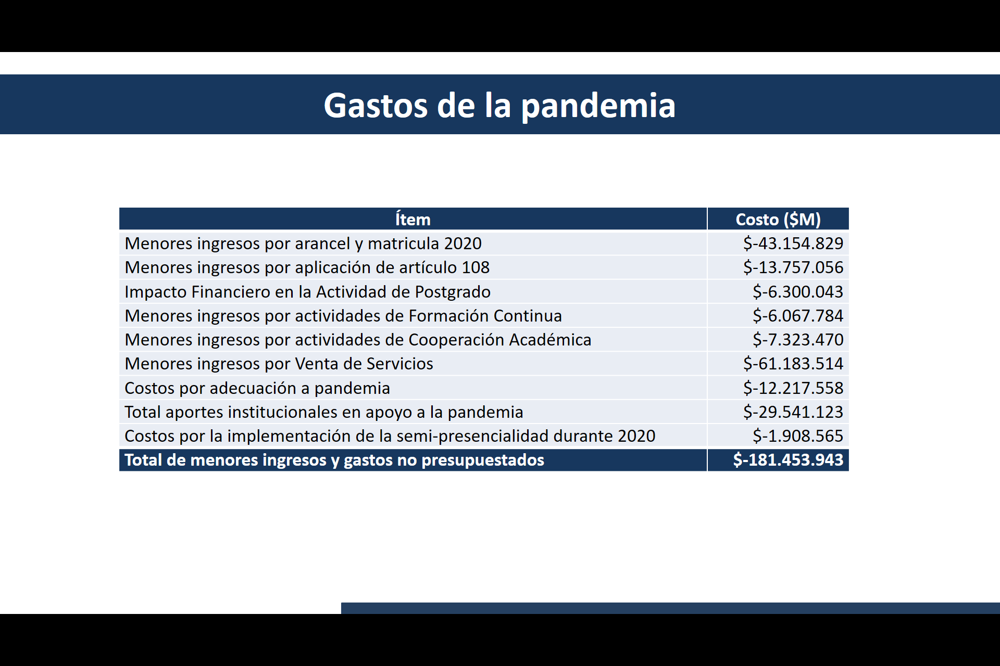 Gastos de la pandemia
Ítem Costo ($M)
Menores ingresos por arancel y matricula 2020 $-43.154.829
Menores ingresos por aplicación de artículo 108 $-13.757.056
Impacto Financiero en la Actividad de Postgrado $-6.300.043
Menores ingresos por actividades de Formación Continua $-6.067.784
Menores ingresos por actividades de Cooperación Académica $-7.323.470
Menores ingresos por Venta de Servicios $-61.183.514
Costos por adecuación a pandemia $-12.217.558
Total aportes institucionales en apoyo a la pandemia $-29.541.123
Costos por la implementación de la semi-presencialidad durante 2020 $-1.908.565
Total de menores ingresos y gastos no presupuestados $-181.453.943